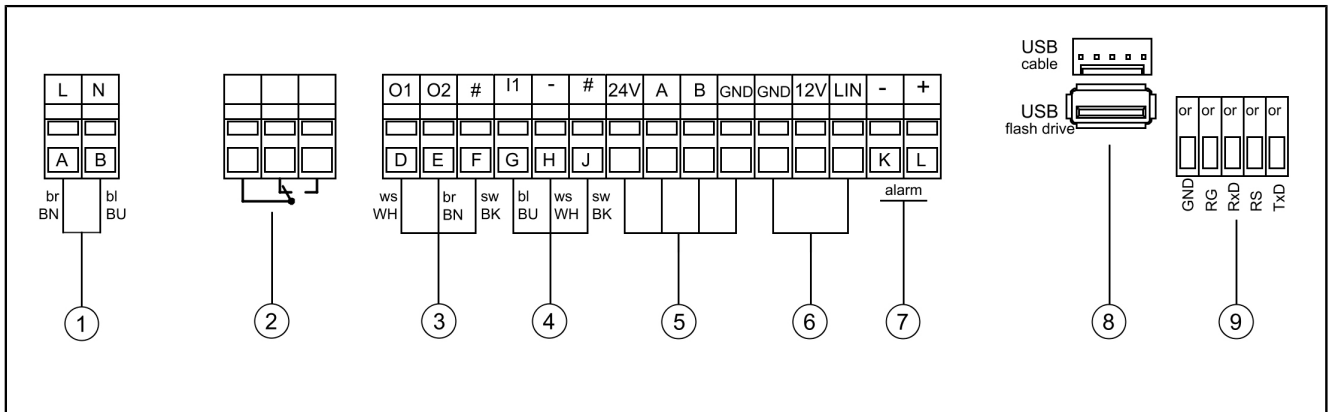 L N
A B
br BN
bl BU
1
2
O1 O2 # I1 - # 24V A B GND GND 12V LIN - +
D E F G H J K L
ws WH
br BN
sw BK
bl BU
ws WH
sw BK
alarm
3
4
5
6
7
USB
cable
USB
flash drive
8
or or or or or
GND
RG
RxD
RS
TxD
9